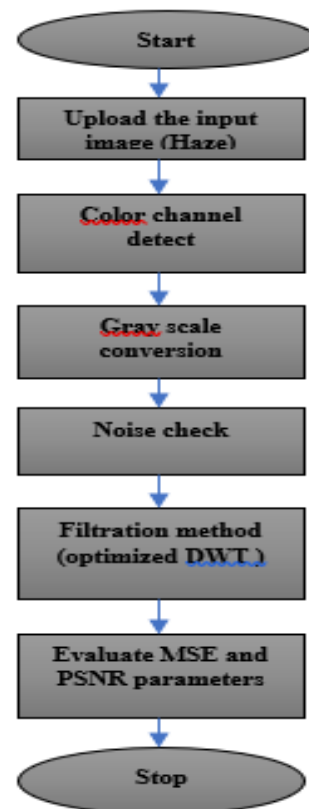 Start
Upload the input
image (Haze)
Color channel
detect
Gray scale
conversion
Noise check
Filtration method
(optimized DWT )
Evaluate MSE and
PSNR parameters
Stop